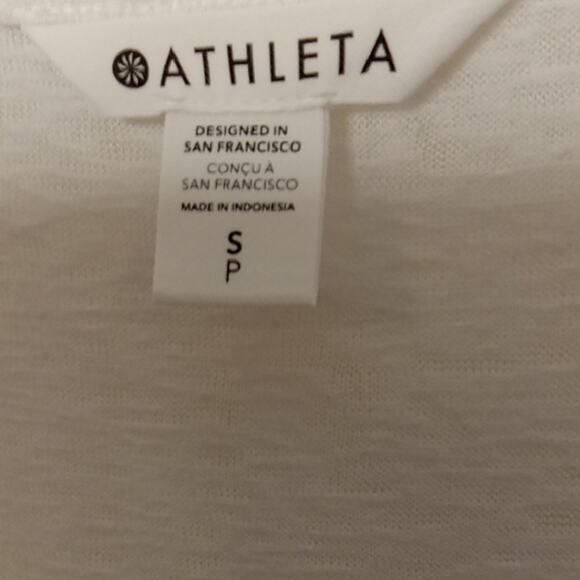 ATHLETA
DESIGNED IN
SAN FRANCISCO
CONÇU À
SAN FRANCISCO
MADE IN INDONESIA
S
P